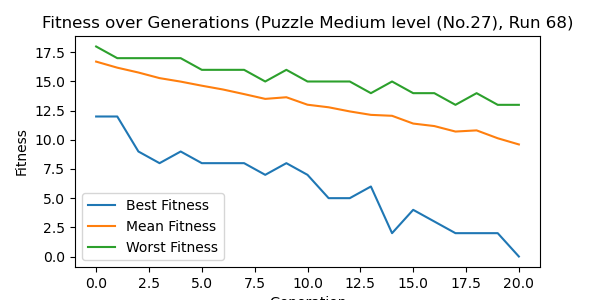 Fitness over Generations (Puzzle Medium level (No.27), Run 68)
17.5
15.0
12.5
10.0
7.5
5.0
2.5
0.0
Fitness
Best Fitness
Mean Fitness
Worst Fitness
0.0 2.5 5.0 7.5 10.0 12.5 15.0 17.5 20.0
Generation